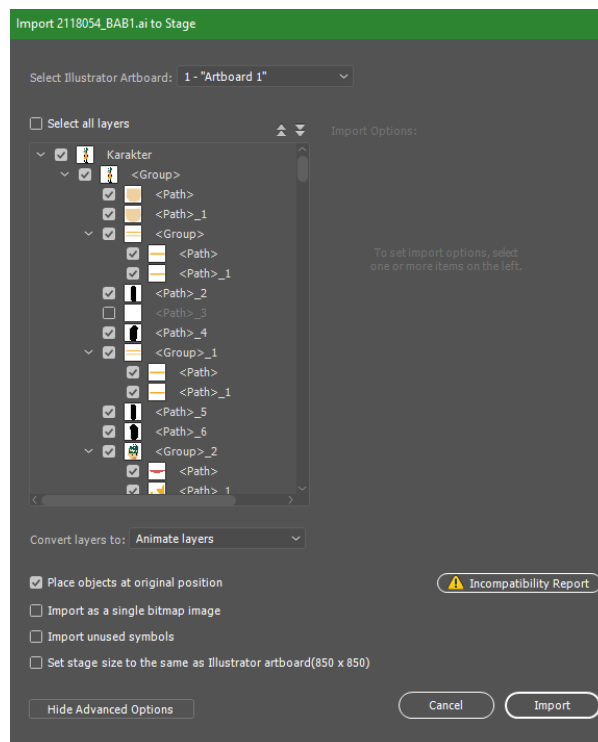 Import 2118054_BAB1.ai to Stage
Select Illustrator Artboard: 1 - "Artboard 1"
Select all layers
Import Options:
Karakter
<Group>
<Path>
<Path>_1
<Group>
<Path>
<Path>_1
<Path>_2
<Path>_3
<Path>_4
<Group>_1
<Path>
<Path>_1
<Path>_5
<Path>_6
<Group>_2
<Path>
<Path>_1
To set import options, select
one or more items on the left.
Convert layers to: Animate layers
Place objects at original position
Incompatibility Report
Import as a single bitmap image
Import unused symbols
Set stage size to the same as Illustrator artboard(850 x 850)
Hide Advanced Options
Cancel
Import